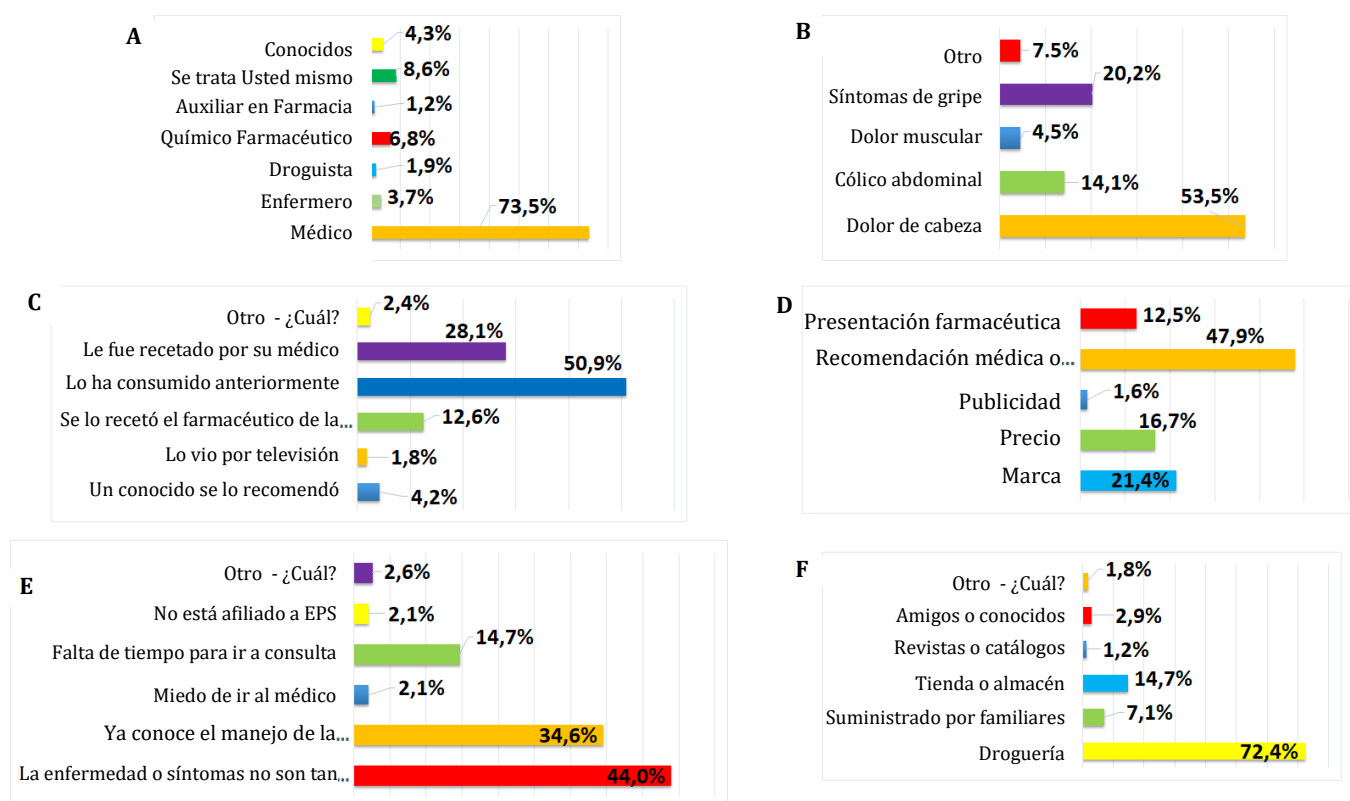 A
Conocidos 4,3%
Se trata Usted mismo 8,6%
Auxiliar en Farmacia 1,2%
Químico Farmacéutico 6,8%
Droguista 1,9%
Enfermero 3,7%
Médico 73,5%
B
Otro 7.5%
Síntomas de gripe 20,2%
Dolor muscular 4,5%
Cólico abdominal 14,1%
Dolor de cabeza 53,5%
C
Otro - ¿Cuál? 2,4%
Le fue recetado por su médico 28,1%
Lo ha consumido anteriormente 50,9%
Se lo recetó el farmacéutico de la... 12,6%
Lo vio por televisión 1,8%
Un conocido se lo recomendó 4,2%
D
Presentación farmacéutica 12,5%
Recomendación médica o... 47,9%
Publicidad 1,6%
Precio 16,7%
Marca 21,4%
E
Otro - ¿Cuál? 2,6%
No está afiliado a EPS 2,1%
Falta de tiempo para ir a consulta 14,7%
Miedo de ir al médico 2,1%
Ya conoce el manejo de la... 34,6%
La enfermedad o síntomas no son tan... 44,0%
F
Otro - ¿Cuál? 1,8%
Amigos o conocidos 2,9%
Revistas o catálogos 1,2%
Tienda o almacén 14,7%
Suministrado por familiares 7,1%
Droguería 72,4%